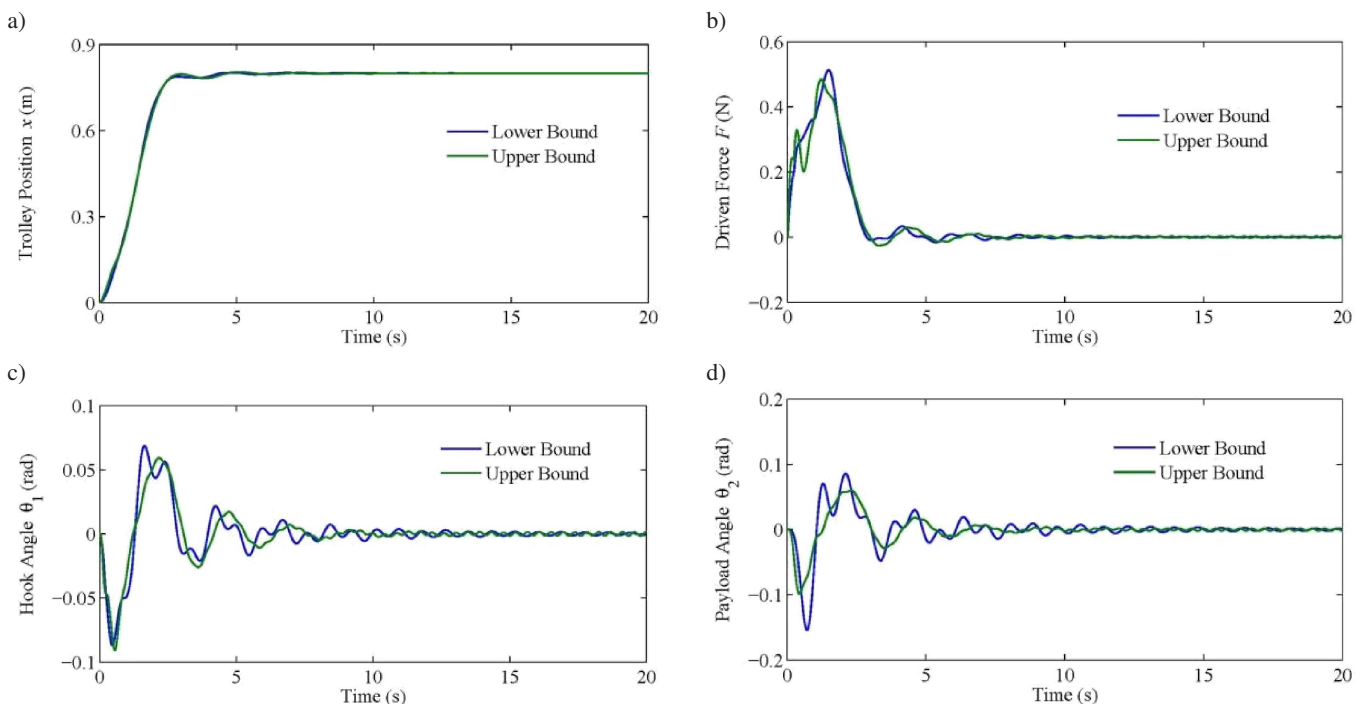 a)
0.9
0.6
0.3
0
Trolley Position x (m)
Lower Bound
Upper Bound
0 5 10 15 20
Time (s)
b)
0.6
0.4
0.2
0
−0.2
Driven Force F (N)
Lower Bound
Upper Bound
0 5 10 15 20
Time (s)
c)
0.1
0.05
0
−0.05
−0.1
Hook Angle θ1 (rad)
Lower Bound
Upper Bound
0 5 10 15 20
Time (s)
d)
0.2
0.1
0
−0.1
−0.2
Payload Angle θ2 (rad)
Lower Bound
Upper Bound
0 5 10 15 20
Time (s)